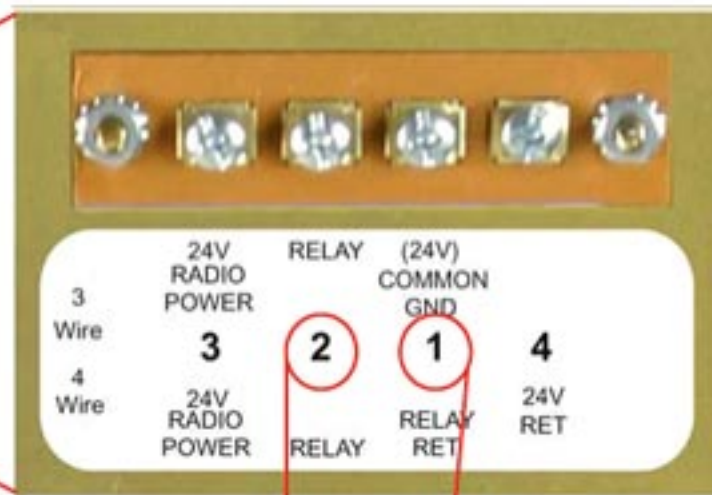 24V RELAY (24V)
RADIO COMMON
POWER GND
3
Wire
3 2 1 4
4
Wire
24V RELAY 24V
RADIO RET RET
POWER RELAY